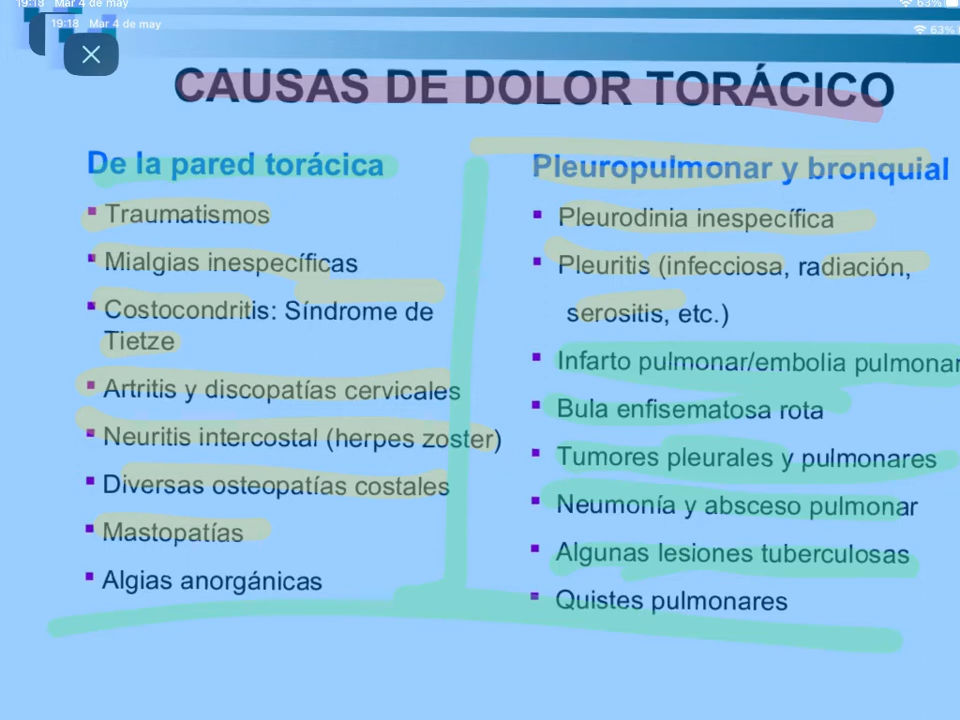 19:18 Mar 4 de may
63%
19:18 Mar 4 de may
63%
CAUSAS DE DOLOR TORÁCICO
De la pared torácica
Traumatismos
Mialgias inespecíficas
Costocondritis: Síndrome de
Tietze
Artritis y discopatías cervicales
Neuritis intercostal (herpes zoster)
Diversas osteopatías costales
Mastopatías
Algias anorgánicas
Pleuropulmonar y bronquial
Pleurodinia inespecífica
Pleuritis (infecciosa, radiación,
serositis, etc.)
Infarto pulmonar/embolia pulmonar
Bula enfisematosa rota
Tumores pleurales y pulmonares
Neumonía y absceso pulmonar
Algunas lesiones tuberculosas
Quistes pulmonares